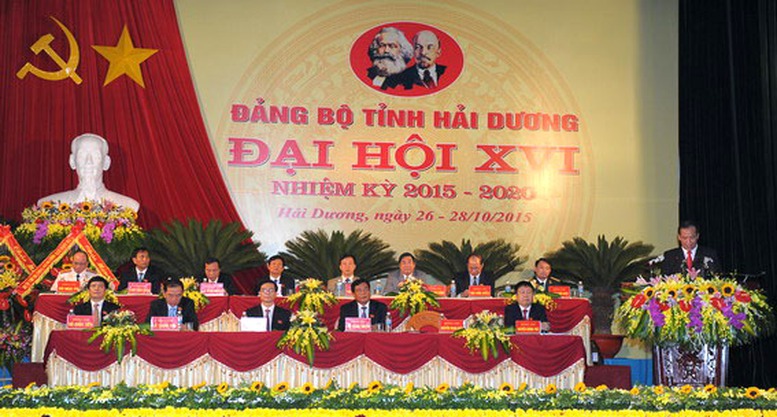 ĐẢNG BỘ TỈNH HẢI DƯƠNG
ĐẠI HỘI XVI
NHIỆM KỲ 2015 - 2020
Hải Dương, ngày 26 - 28/10/2015